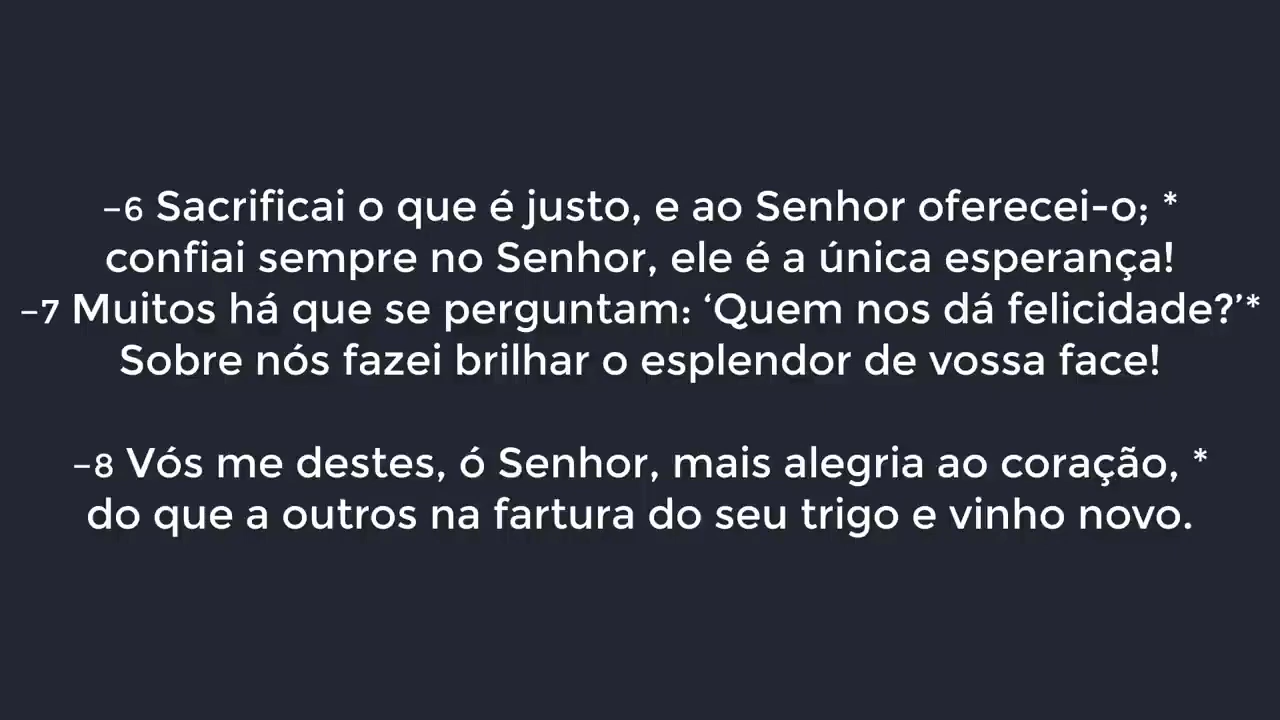 –6 Sacrificai o que é justo, e ao Senhor oferecei-o; *
confiai sempre no Senhor, ele é a única esperança!
–7 Muitos há que se perguntam: ‘Quem nos dá felicidade?’*
Sobre nós fazei brilhar o esplendor de vossa face!
–8 Vós me destes, ó Senhor, mais alegria ao coração, *
do que a outros na fartura do seu trigo e vinho novo.